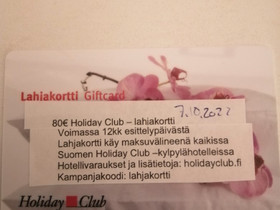 Lahjakortti Giftcard
7.10.2022
80€ Holiday Club – lahjakortti
Voimassa 12kk esittelypäivästä
Lahjakortti käy maksuvälineenä kaikissa
Suomen Holiday Club –kylpylähotelleissa
Hotellivaraukset ja lisätietoja: holidayclub.fi
Kampanjakoodi: lahjakortti
Holiday Club